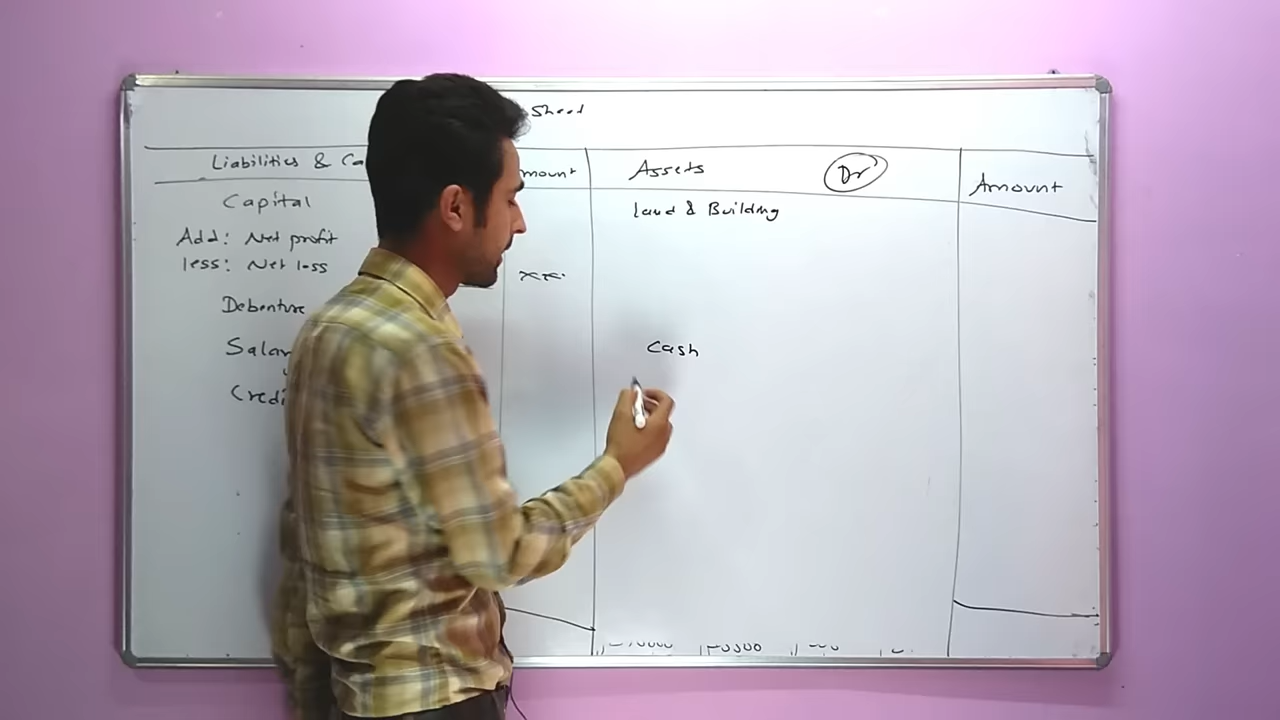 Sheet
Liabilities & Ca
mount
Assets
Dr
Amount
Capital
Land & Building
Add: Net profit
less: Net loss
xx.
Debenture
Salar
Cash
Credi